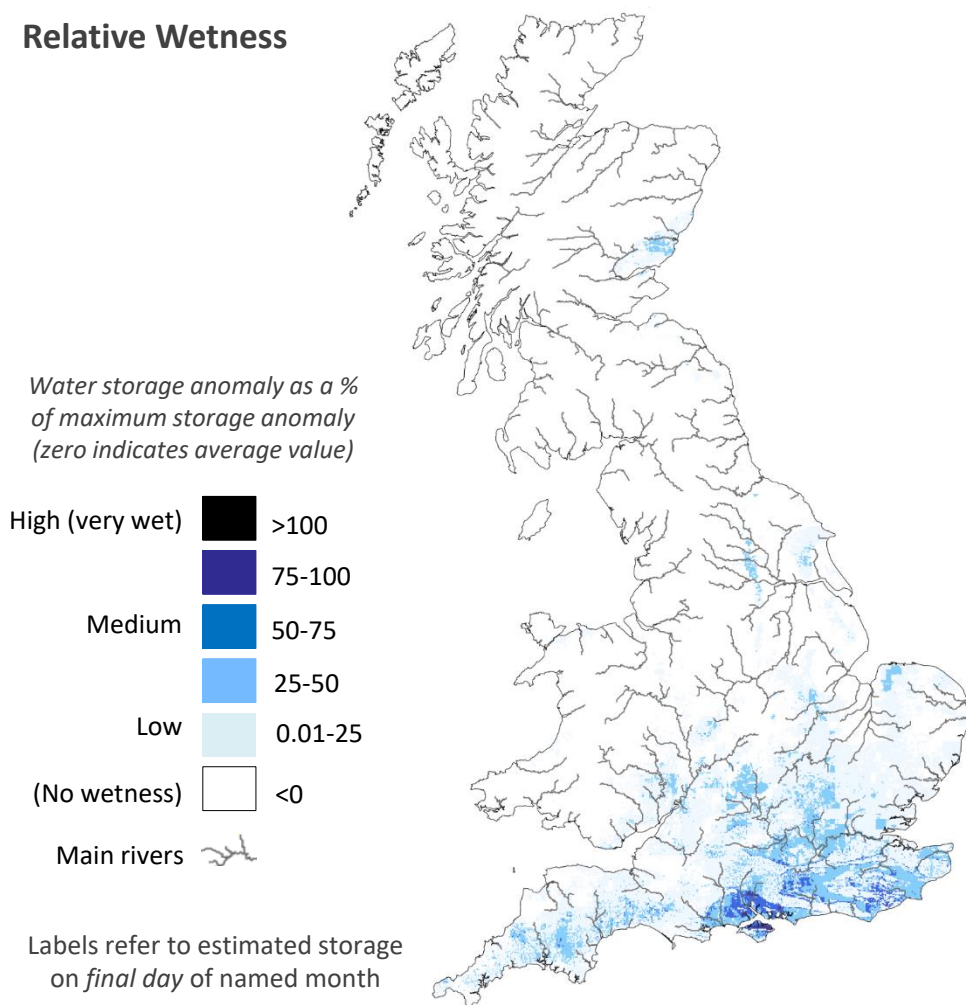 Relative Wetness
Water storage anomaly as a %
of maximum storage anomaly
(zero indicates average value)
High (very wet) >100
75-100
Medium 50-75
25-50
Low 0.01-25
(No wetness) <0
Main rivers
Labels refer to estimated storage
on final day of named month